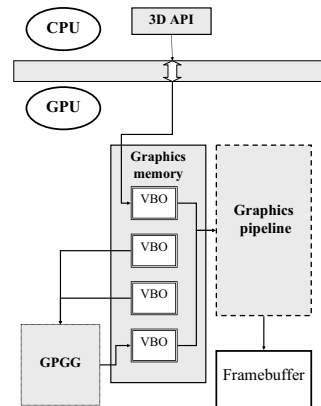 CPU
3D API
GPU
Graphics
memory
VBO
VBO
VBO
VBO
Graphics
pipeline
GPGG
Framebuffer